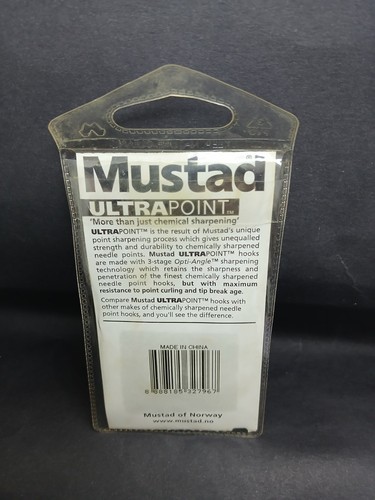 Mustad
ULTRAPOINT™
'More than just chemical sharpening'
ULTRAPOINT™ is the result of Mustad's unique
point sharpening process which gives unequalled
strength and durability to chemically sharpened
needle points. Mustad ULTRAPOINT™ hooks
are made with 3-stage Opti-Angle™ sharpening
technology which retains the sharpness and
penetration of the finest chemically sharpened
needle point hooks, but with maximum
resistance to point curling and tip break age.
Compare Mustad ULTRAPOINT™ hooks with
other makes of chemically sharpened needle
point hooks, and you'll see the difference.
MADE IN CHINA
Mustad of Norway
www.mustad.no